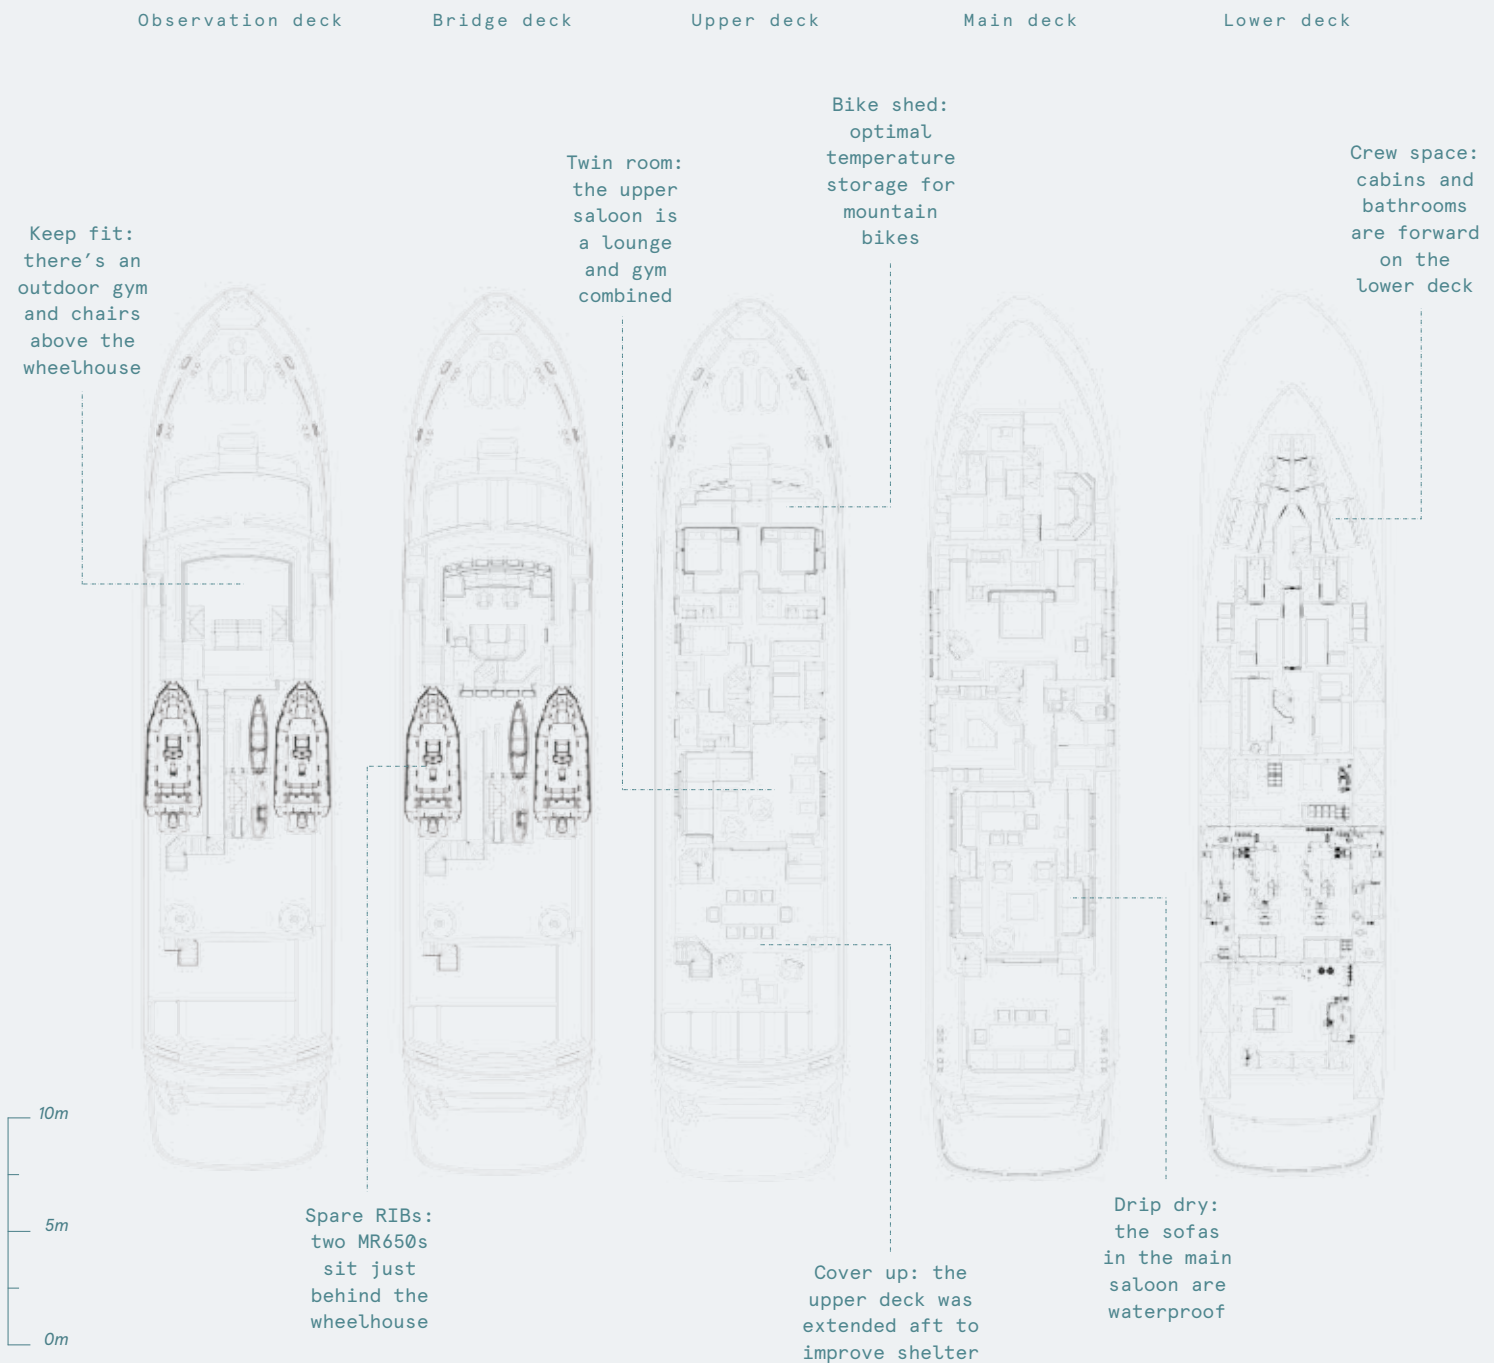 Observation deck
Bridge deck
Upper deck
Main deck
Lower deck
Keep fit:
there’s an
outdoor gym
and chairs
above the
wheelhouse
Twin room:
the upper
saloon is
a lounge
and gym
combined
Bike shed:
optimal
temperature
storage for
mountain
bikes
Crew space:
cabins and
bathrooms
are forward
on the
lower deck
10m
5m
0m
Spare RIBs:
two MR650s
sit just
behind the
wheelhouse
Cover up: the
upper deck was
extended aft to
improve shelter
Drip dry:
the sofas
in the main
saloon are
waterproof